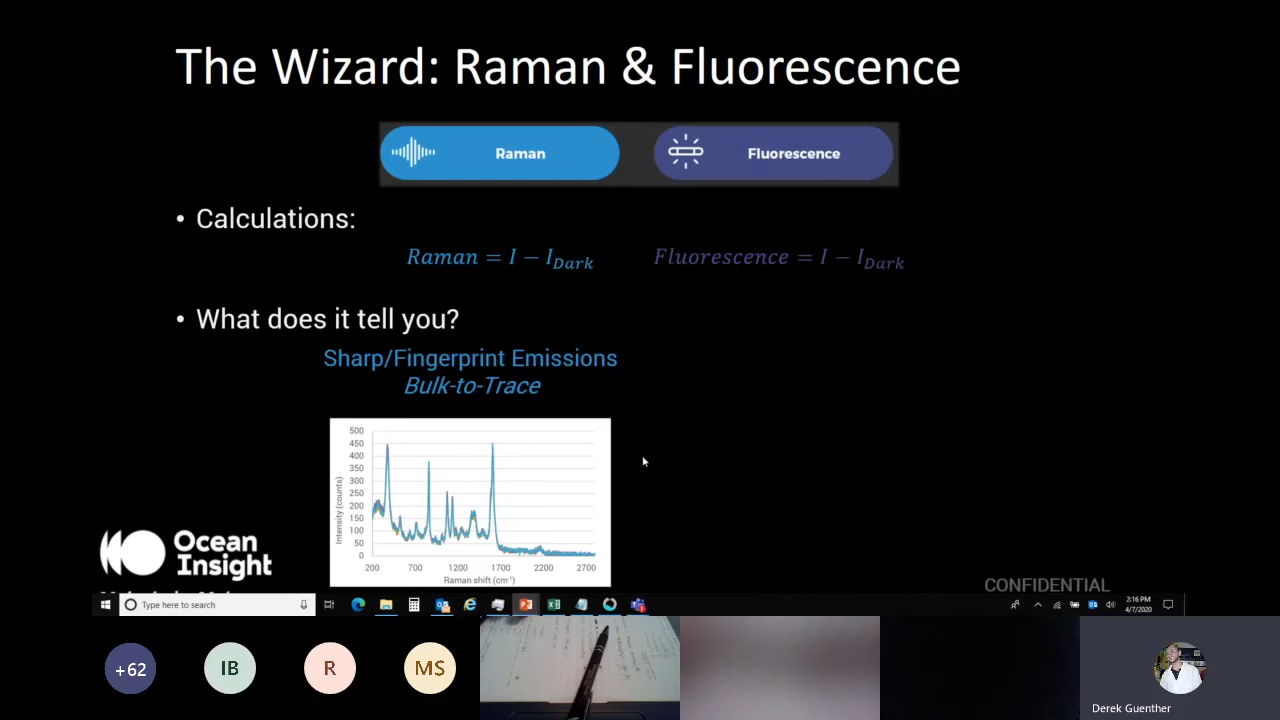 The Wizard: Raman & Fluorescence
Raman
Fluorescence
• Calculations:
Raman = I − I_Dark
Fluorescence = I − I_Dark
• What does it tell you?
Sharp/Fingerprint Emissions
Bulk-to-Trace
500
450
400
350
300
250
200
150
100
50
0
Intensity (counts)
200 700 1200 1700 2200 2700
Raman shift (cm⁻¹)
Ocean
Insight
CONFIDENTIAL
Type here to search
2:16 PM
4/7/2020
+62
IB
R
MS
Derek Guenther